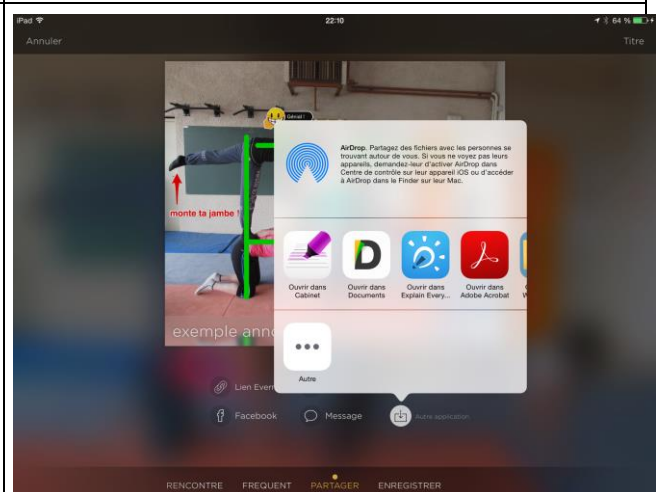 iPad 22:10 64 %
Annuler Titre
Génial !
AirDrop. Partagez des fichiers avec les personnes se
trouvant autour de vous. Si vous ne voyez pas leurs
appareils, demandez-leur d'activer AirDrop dans
Centre de contrôle sur leur appareil iOS ou d'accéder
à AirDrop dans le Finder sur leur Mac.
monte ta jambe !
Ouvrir dans Cabinet
Ouvrir dans Documents
Ouvrir dans Explain Every...
Ouvrir dans Adobe Acrobat
exemple anno
Autre
Lien Evern
Facebook Message Autre application
RENCONTRE FREQUENT PARTAGER ENREGISTRER